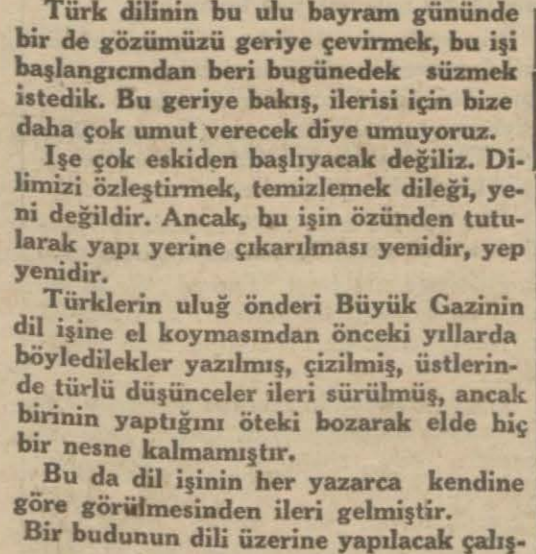 Türk dilinin bu ulu bayram gününde
bir de gözümüzü geriye çevirmek, bu işi
başlangıcından beri bugünedek süzmek
istedik. Bu geriye bakış, ilerisi için bize
daha çok umut verecek diye umuyoruz.
İşe çok eskiden başlıyacak değiliz. Di-
limizi özleştirmek, temizlemek dileği, ye-
ni değildir. Ancak, bu işin özünden tutu-
larak yapı yerine çıkarılması yenidir, yep
yenidir.
Türklerin uluğ önderi Büyük Gazinin
dil işine el koymasından önceki yıllarda
böyledilekler yazılmış, çizilmiş, üstlerin-
de türlü düşünceler ileri sürülmüş, ancak
birinin yaptığını öteki bozarak elde hiç
bir nesne kalmamıştır.
Bu da dil işinin her yazarca kendine
göre görülmesinden ileri gelmiştir.
Bir budunun dili üzerine yapılacak çalış-